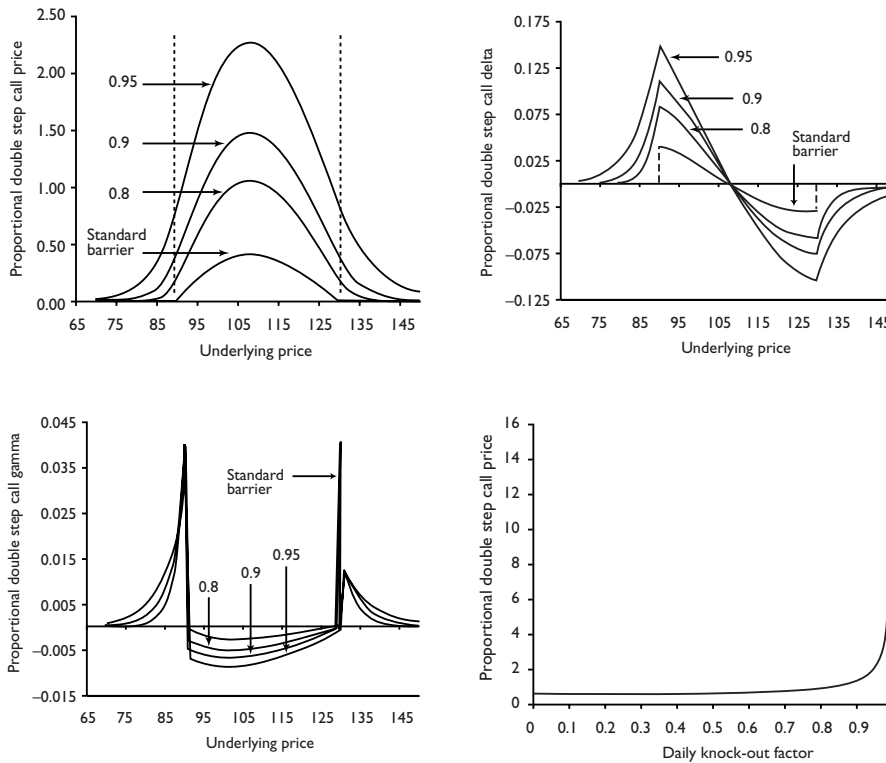 Proportional double step call price
2.50
2.00
1.50
1.00
0.50
0.00
0.95
0.9
0.8
Standard
barrier
65 75 85 95 105 115 125 135 145
Underlying price
Proportional double step call delta
0.175
0.125
0.075
0.025
−0.025
−0.075
−0.125
0.95
0.9
0.8
Standard
barrier
65 75 85 95 105 115 125 135 145
Underlying price
Proportional double step call gamma
0.045
0.035
0.025
0.015
0.005
−0.005
−0.015
Standard
barrier
0.8 0.9 0.95
65 75 85 95 105 115 125 135 145
Underlying price
Proportional double step call price
16
14
12
10
8
6
4
2
0
0 0.1 0.2 0.3 0.4 0.5 0.6 0.7 0.8 0.9
Daily knock-out factor